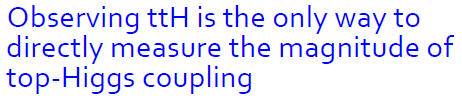 Observing ttH is the only way to
directly measure the magnitude of
top-Higgs coupling